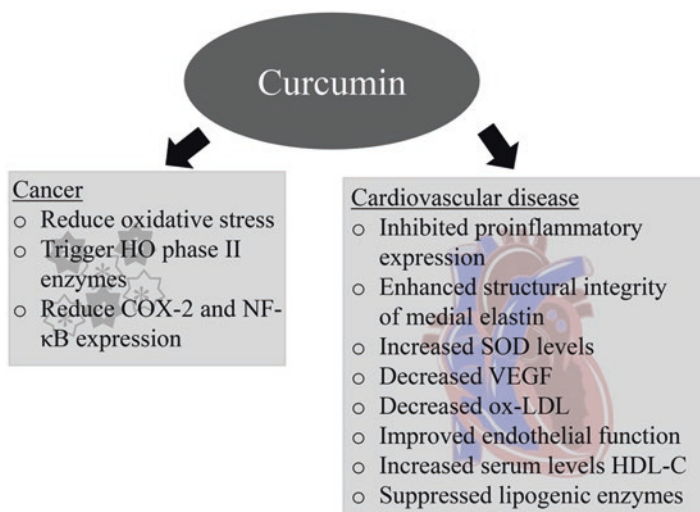 Curcumin
Cancer
o Reduce oxidative stress
o Trigger HO phase II
enzymes
o Reduce COX-2 and NF-
κB expression
Cardiovascular disease
o Inhibited proinflammatory
expression
o Enhanced structural integrity
of medial elastin
o Increased SOD levels
o Decreased VEGF
o Decreased ox-LDL
o Improved endothelial function
o Increased serum levels HDL-C
o Suppressed lipogenic enzymes